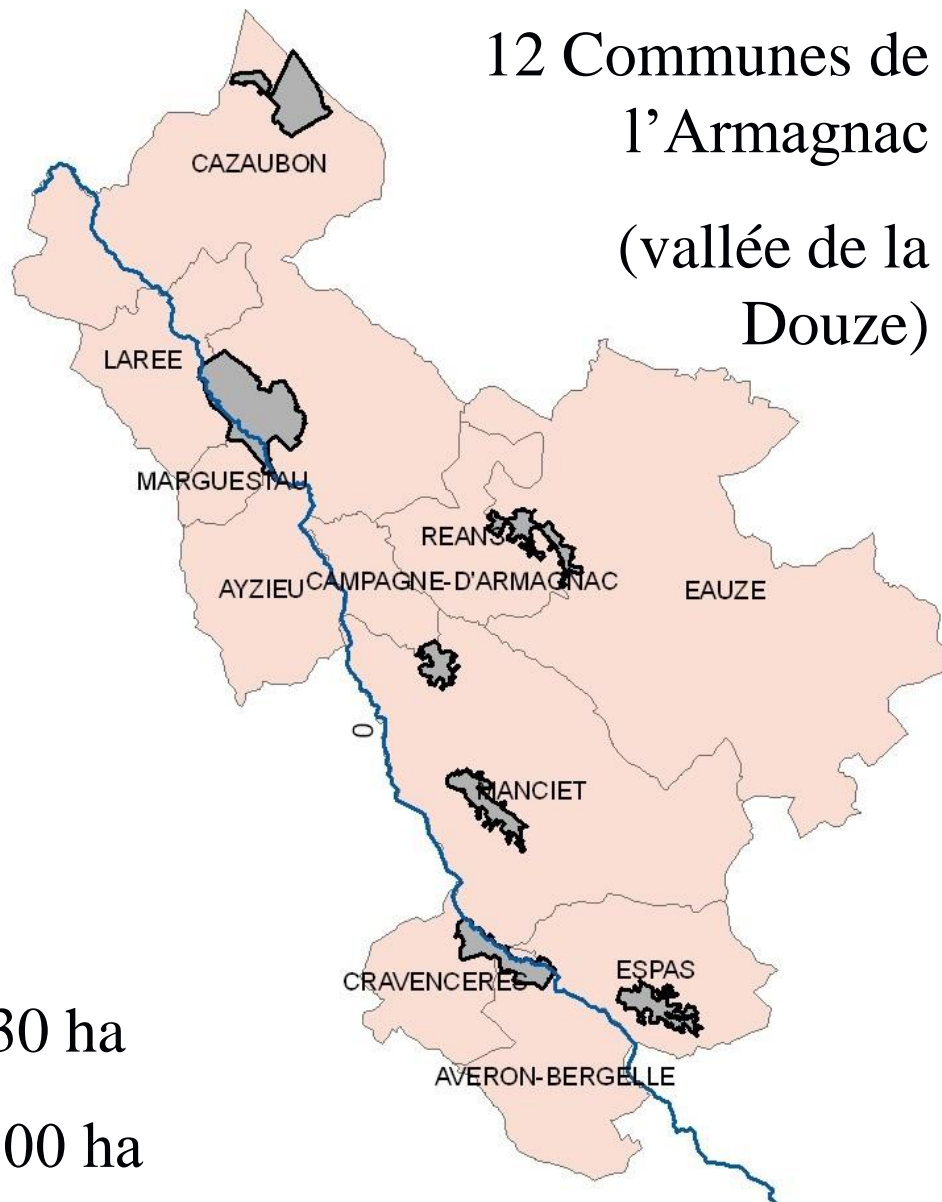 12 Communes de
l’Armagnac
(vallée de la
Douze)
CAZAUBON
LAREE
MARGUESTAU
REANS
AYZIEU
CAMPAGNE-D'ARMAGNAC
EAUZE
0
MANCIET
ESPAS
CRAVENCERES
30 ha
AVERON-BERGELLE
00 ha